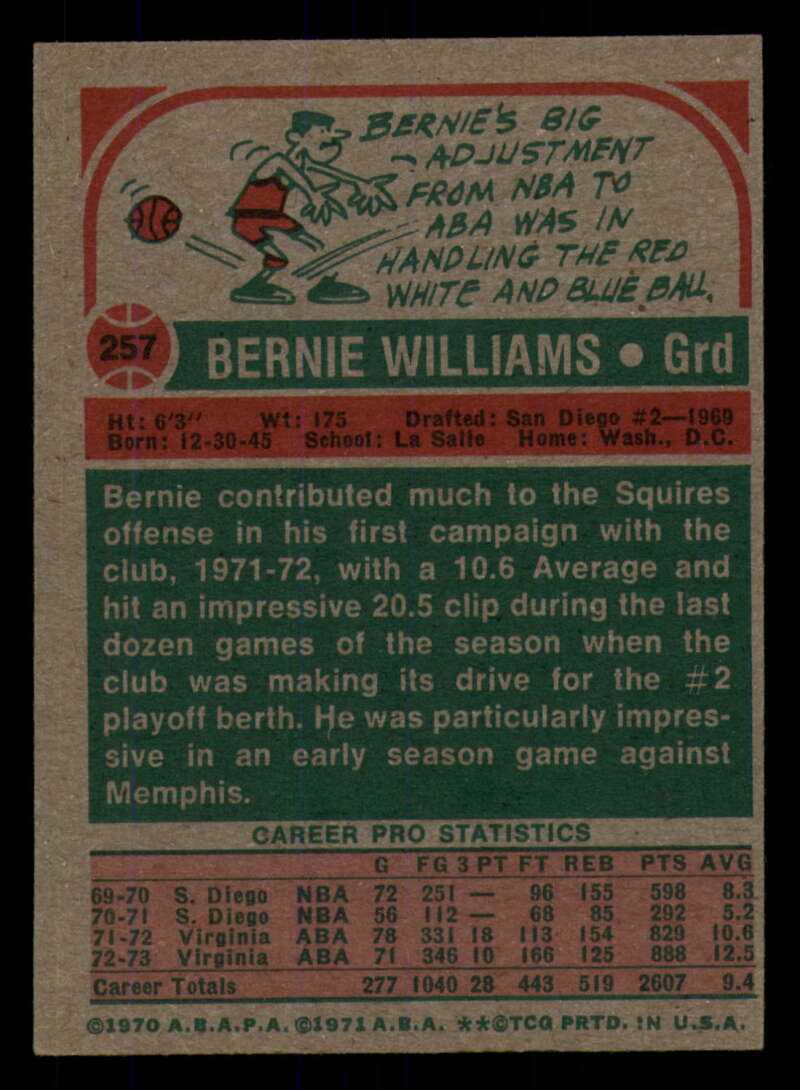 BERNIE'S BIG
ADJUSTMENT
FROM NBA TO
ABA WAS IN
HANDLING THE RED
WHITE AND BLUE BALL.
257 BERNIE WILLIAMS • Grd
Ht: 6'3" Wt: 175 Drafted: San Diego #2—1969
Born: 12-30-45 School: La Salle Home: Wash., D.C.
Bernie contributed much to the Squires
offense in his first campaign with the
club, 1971-72, with a 10.6 Average and
hit an impressive 20.5 clip during the last
dozen games of the season when the
club was making its drive for the #2
playoff berth. He was particularly impres-
sive in an early season game against
Memphis.
CAREER PRO STATISTICS
G FG 3 PT FT REB PTS AVG
69-70 S. Diego NBA 72 251 — 96 155 598 8.3
70-71 S. Diego NBA 56 112 — 68 85 292 5.2
71-72 Virginia ABA 78 331 18 113 154 829 10.6
72-73 Virginia ABA 71 346 10 166 125 888 12.5
Career Totals 277 1040 28 443 519 2607 9.4
©1970 A.B.A.P.A. ©1971 A.B.A. **©TCG PRTD. IN U.S.A.